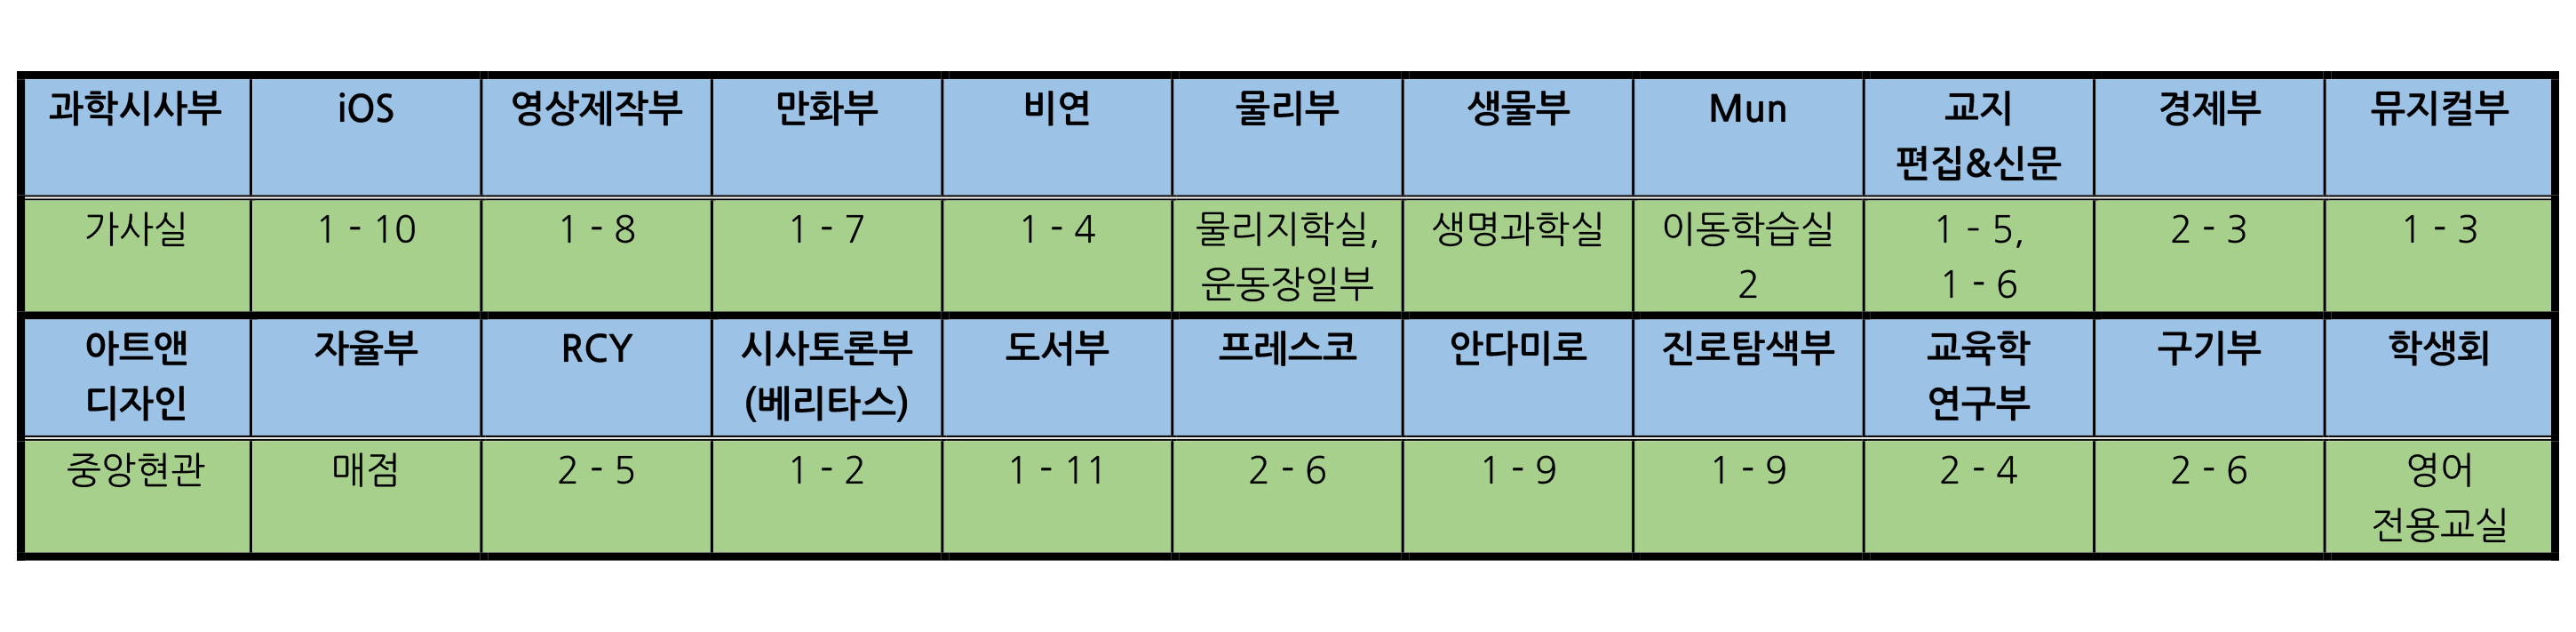 과학시사부 iOS 영상제작부 만화부 비연 물리부 생물부 Mun 교지 경제부 뮤지컬부
편집&신문
가사실 1 - 10 1 - 8 1 - 7 1 - 4 물리지학실, 생명과학실 이동학습실 1 - 5, 2 - 3 1 - 3
운동장일부 2 1 - 6
아트앤 자율부 RCY 시사토론부 도서부 프레스코 안다미로 진로탐색부 교육학 구기부 학생회
디자인 (베리타스) 연구부
중앙현관 매점 2 - 5 1 - 2 1 - 11 2 - 6 1 - 9 1 - 9 2 - 4 2 - 6 영어
전용교실